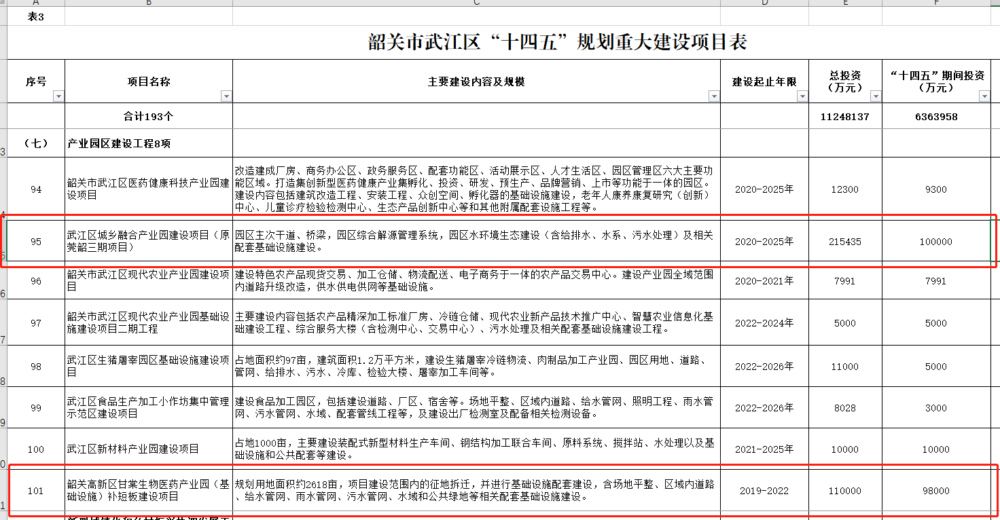 A B C D E F
表3
韶关市武江区“十四五”规划重大建设项目表
序号 项目名称 主要建设内容及规模 建设起止年限 总投资
（万元） “十四五”期间投资
（万元）
合计193个 11248137 6363958
3 （七） 产业园区建设工程8项
4 94 韶关市武江区医药健康科技产业园建
设项目
改造建成厂房、商务办公区、政务服务区、配套功能区、活动展示区、人才生活区、园区管理区六大主要功
能区域。打造集创新型医药健康产业集孵化、投资、研发、预生产、品牌营销、上市等功能于一体的园区。
建设内容包括建筑改造工程、安装工程、众创空间、孵化器的基础设施建设，老年人康养康复研究（创新）
中心、儿童诊疗检验检测中心、生态产品创新中心等和其他附属配套设施工程等。
2020-2025年 12300 9300
5 95 武江区城乡融合产业园建设项目（原
莞韶三期项目）
园区主次干道、桥梁，园区综合解源管理系统，园区水环境生态建设（含给排水、水系、污水处理）及相关
配套基础设施建设。
2020-2025年 215435 100000
6 96 韶关市武江区现代农业产业园建设项
目
建设特色农产品现货交易、加工仓储、物流配送、电子商务于一体的农产品交易中心。建设产业园全域范围
内道路升级改造，供水供电供网等基础设施。
2020-2021年 7991 7991
7 97 韶关市武江区现代农业产业园基础设
施建设项目二期工程
主要建设内容包括农产品精深加工标准厂房、冷链仓储、现代农业新产品技术推广中心、智慧农业信息化基
础建设工程、综合服务大楼（含检测中心、交易中心）、污水处理及相关配套基础设施建设工程。
2022-2024年 5000 5000
8 98 武江区生猪屠宰园区基础设施建设项
目
占地面积约97亩，建筑面积1.2万平方米，建设生猪屠宰冷链物流、肉制品加工产业园、园区用地、道路、
管网、给排水、污水、冷库、检验大楼、屠宰加工车间等。
2022-2026年 11000 5000
9 99 武江区食品生产加工小作坊集中管理
示范区建设项目
建设食品加工园区，包括建设道路、厂区、宿舍等。场地平整、区域内道路、给水管网、照明工程、雨水管
网、污水管网、水域、配套管线工程等，及建设出厂检测室及配备相关检测设备。
2022-2026年 8028 3000
0 100 武江区新材料产业园建设项目
占地1000亩，主要建设装配式新型材料生产车间、钢结构加工联合车间、原料系统、搅拌站、水处理以及基
础设施和公共配套等建设。
2021-2025年 10000 10000
1 101 韶关高新区甘棠生物医药产业园（基
础设施）补短板建设项目
规划用地面积约2618亩，项目建设范围内的征地拆迁，并进行基础设施配套建设，含场地平整、区域内道路
、给水管网、雨水管网、污水管网、水域和公共绿地等相关配套基础设施建设。
2019-2022 110000 98000